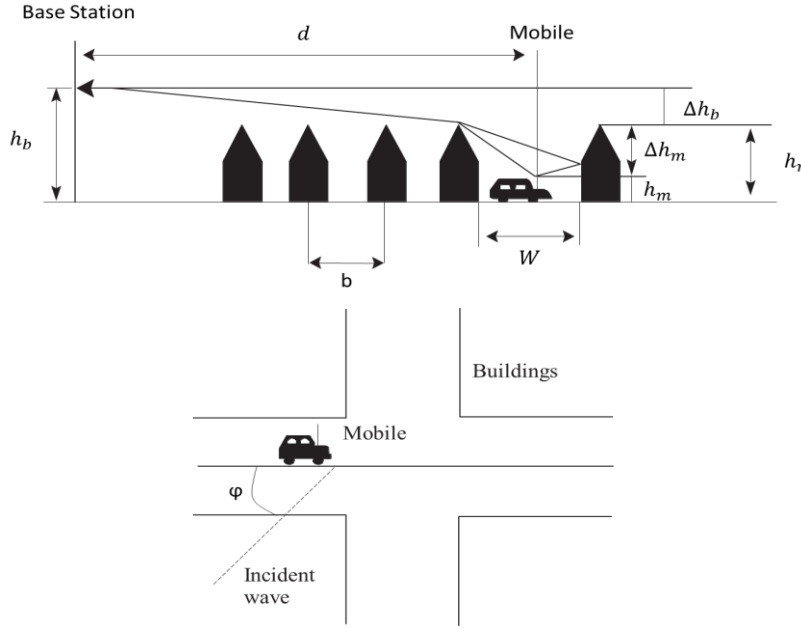 Base Station
d
Mobile
Δh_b
h_b
Δh_m
h_m
W
b
Buildings
Mobile
φ
Incident
wave